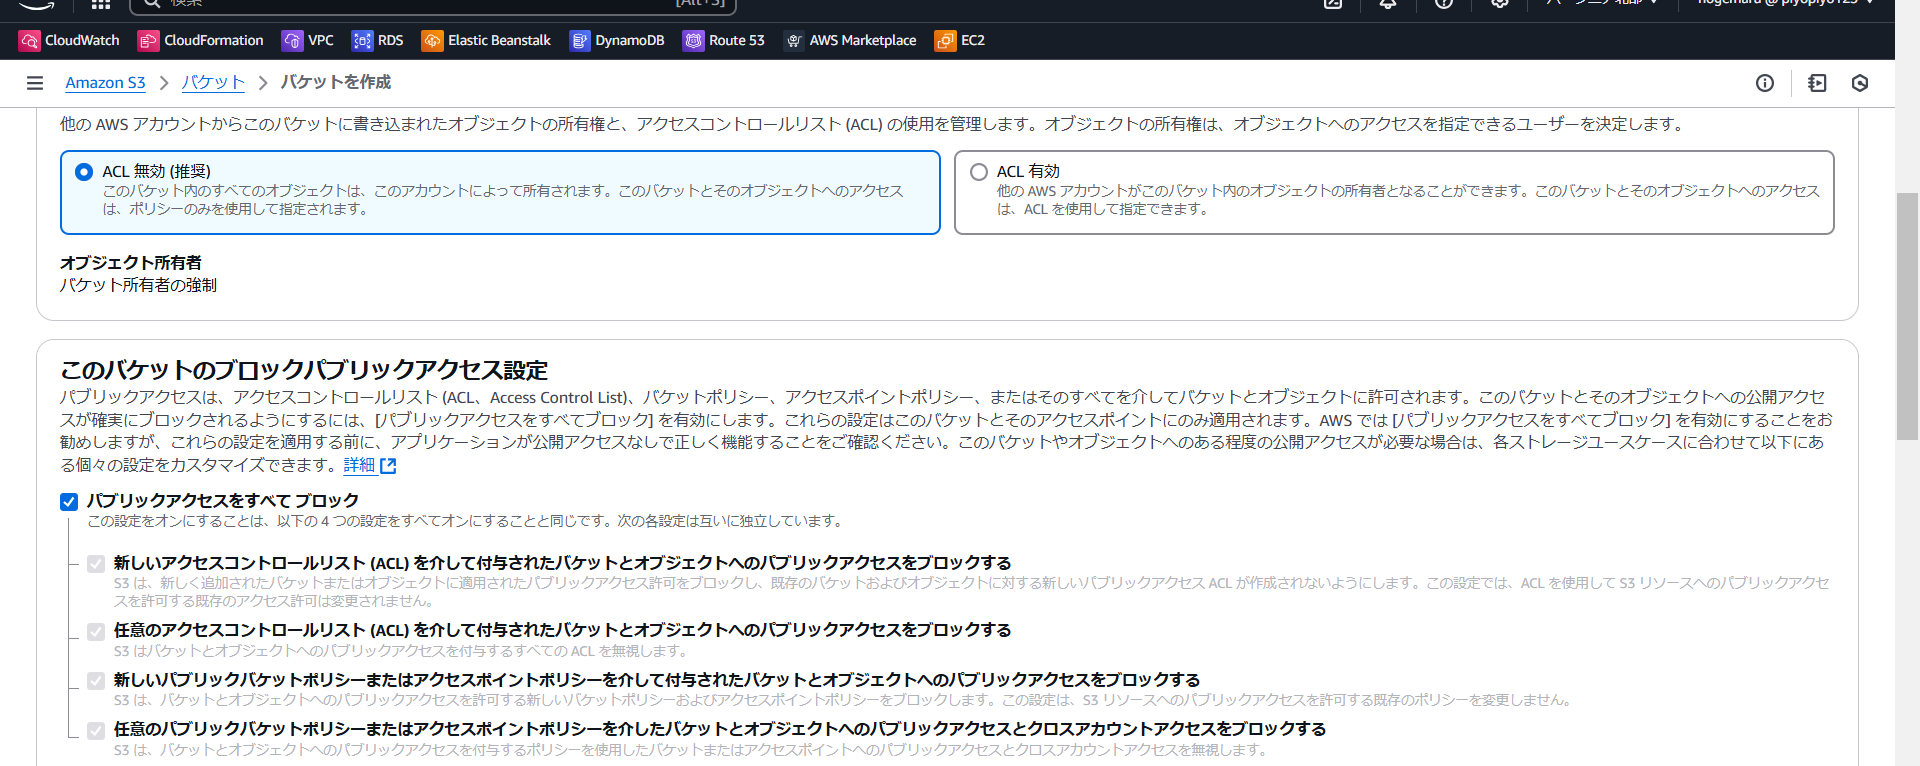 検索 [Alt+S]
CloudWatch CloudFormation VPC RDS Elastic Beanstalk DynamoDB Route 53 AWS Marketplace EC2
Amazon S3 バケット バケットを作成
他の AWS アカウントからこのバケットに書き込まれたオブジェクトの所有権と、アクセスコントロールリスト (ACL) の使用を管理します。オブジェクトの所有権は、オブジェクトへのアクセスを指定できるユーザーを決定します。
ACL 無効 (推奨)
このバケット内のすべてのオブジェクトは、このアカウントによって所有されます。このバケットとそのオブジェクトへのアクセス
は、ポリシーのみを使用して指定されます。
ACL 有効
他の AWS アカウントがこのバケット内のオブジェクトの所有者となることができます。このバケットとそのオブジェクトへのアクセス
は、ACL を使用して指定できます。
オブジェクト所有者
バケット所有者の強制
このバケットのブロックパブリックアクセス設定
パブリックアクセスは、アクセスコントロールリスト (ACL、Access Control List)、バケットポリシー、アクセスポイントポリシー、またはそのすべてを介してバケットとオブジェクトに許可されます。このバケットとそのオブジェクトへの公開アクセ
スが確実にブロックされるようにするには、[パブリックアクセスをすべてブロック] を有効にします。これらの設定はこのバケットとそのアクセスポイントにのみ適用されます。AWS では [パブリックアクセスをすべてブロック] を有効にすることをお
勧めしますが、これらの設定を適用する前に、アプリケーションが公開アクセスなしで正しく機能することをご確認ください。このバケットやオブジェクトへのある程度の公開アクセスが必要な場合は、各ストレージユースケースに合わせて以下にあ
る個々の設定をカスタマイズできます。詳細
パブリックアクセスをすべて ブロック
この設定をオンにすることは、以下の 4 つの設定をすべてオンにすることと同じです。次の各設定は互いに独立しています。
新しいアクセスコントロールリスト (ACL) を介して付与されたバケットとオブジェクトへのパブリックアクセスをブロックする
S3 は、新しく追加されたバケットまたはオブジェクトに適用されたパブリックアクセス許可をブロックし、既存のバケットおよびオブジェクトに対する新しいパブリックアクセス ACL が作成されないようにします。この設定では、ACL を使用して S3 リソースへのパブリックアクセ
スを許可する既存のアクセス許可は変更されません。
任意のアクセスコントロールリスト (ACL) を介して付与されたバケットとオブジェクトへのパブリックアクセスをブロックする
S3 はバケットとオブジェクトへのパブリックアクセスを付与するすべての ACL を無視します。
新しいパブリックバケットポリシーまたはアクセスポイントポリシーを介して付与されたバケットとオブジェクトへのパブリックアクセスをブロックする
S3 は、バケットとオブジェクトへのパブリックアクセスを許可する新しいバケットポリシーおよびアクセスポイントポリシーをブロックします。この設定は、S3 リソースへのパブリックアクセスを許可する既存のポリシーを変更しません。
任意のパブリックバケットポリシーまたはアクセスポイントポリシーを介したバケットとオブジェクトへのパブリックアクセスとクロスアカウントアクセスをブロックする
S3 は、バケットとオブジェクトへのパブリックアクセスを付与するポリシーを使用したバケットまたはアクセスポイントへのパブリックアクセスとクロスアカウントアクセスを無視します。